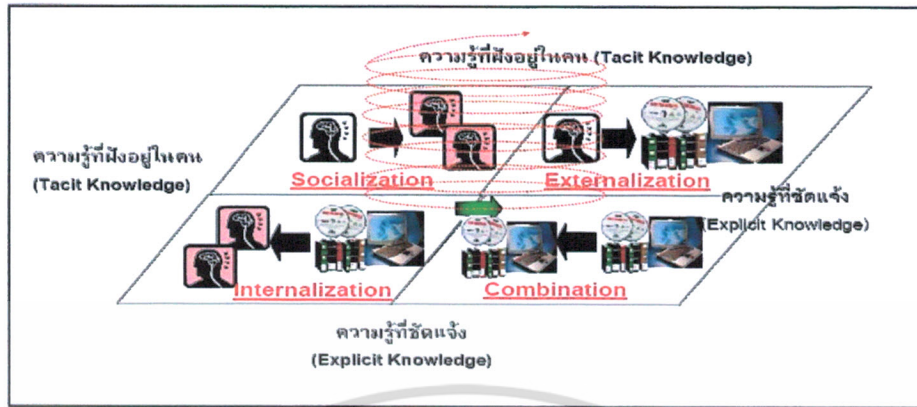 ความรู้ที่ฝังอยู่ในคน (Tacit Knowledge)
ความรู้ที่ฝังอยู่ในคน
(Tacit Knowledge)
Socialization
Externalization
ความรู้ที่ชัดแจ้ง
(Explicit Knowledge)
Internalization
Combination
ความรู้ที่ชัดแจ้ง
(Explicit Knowledge)